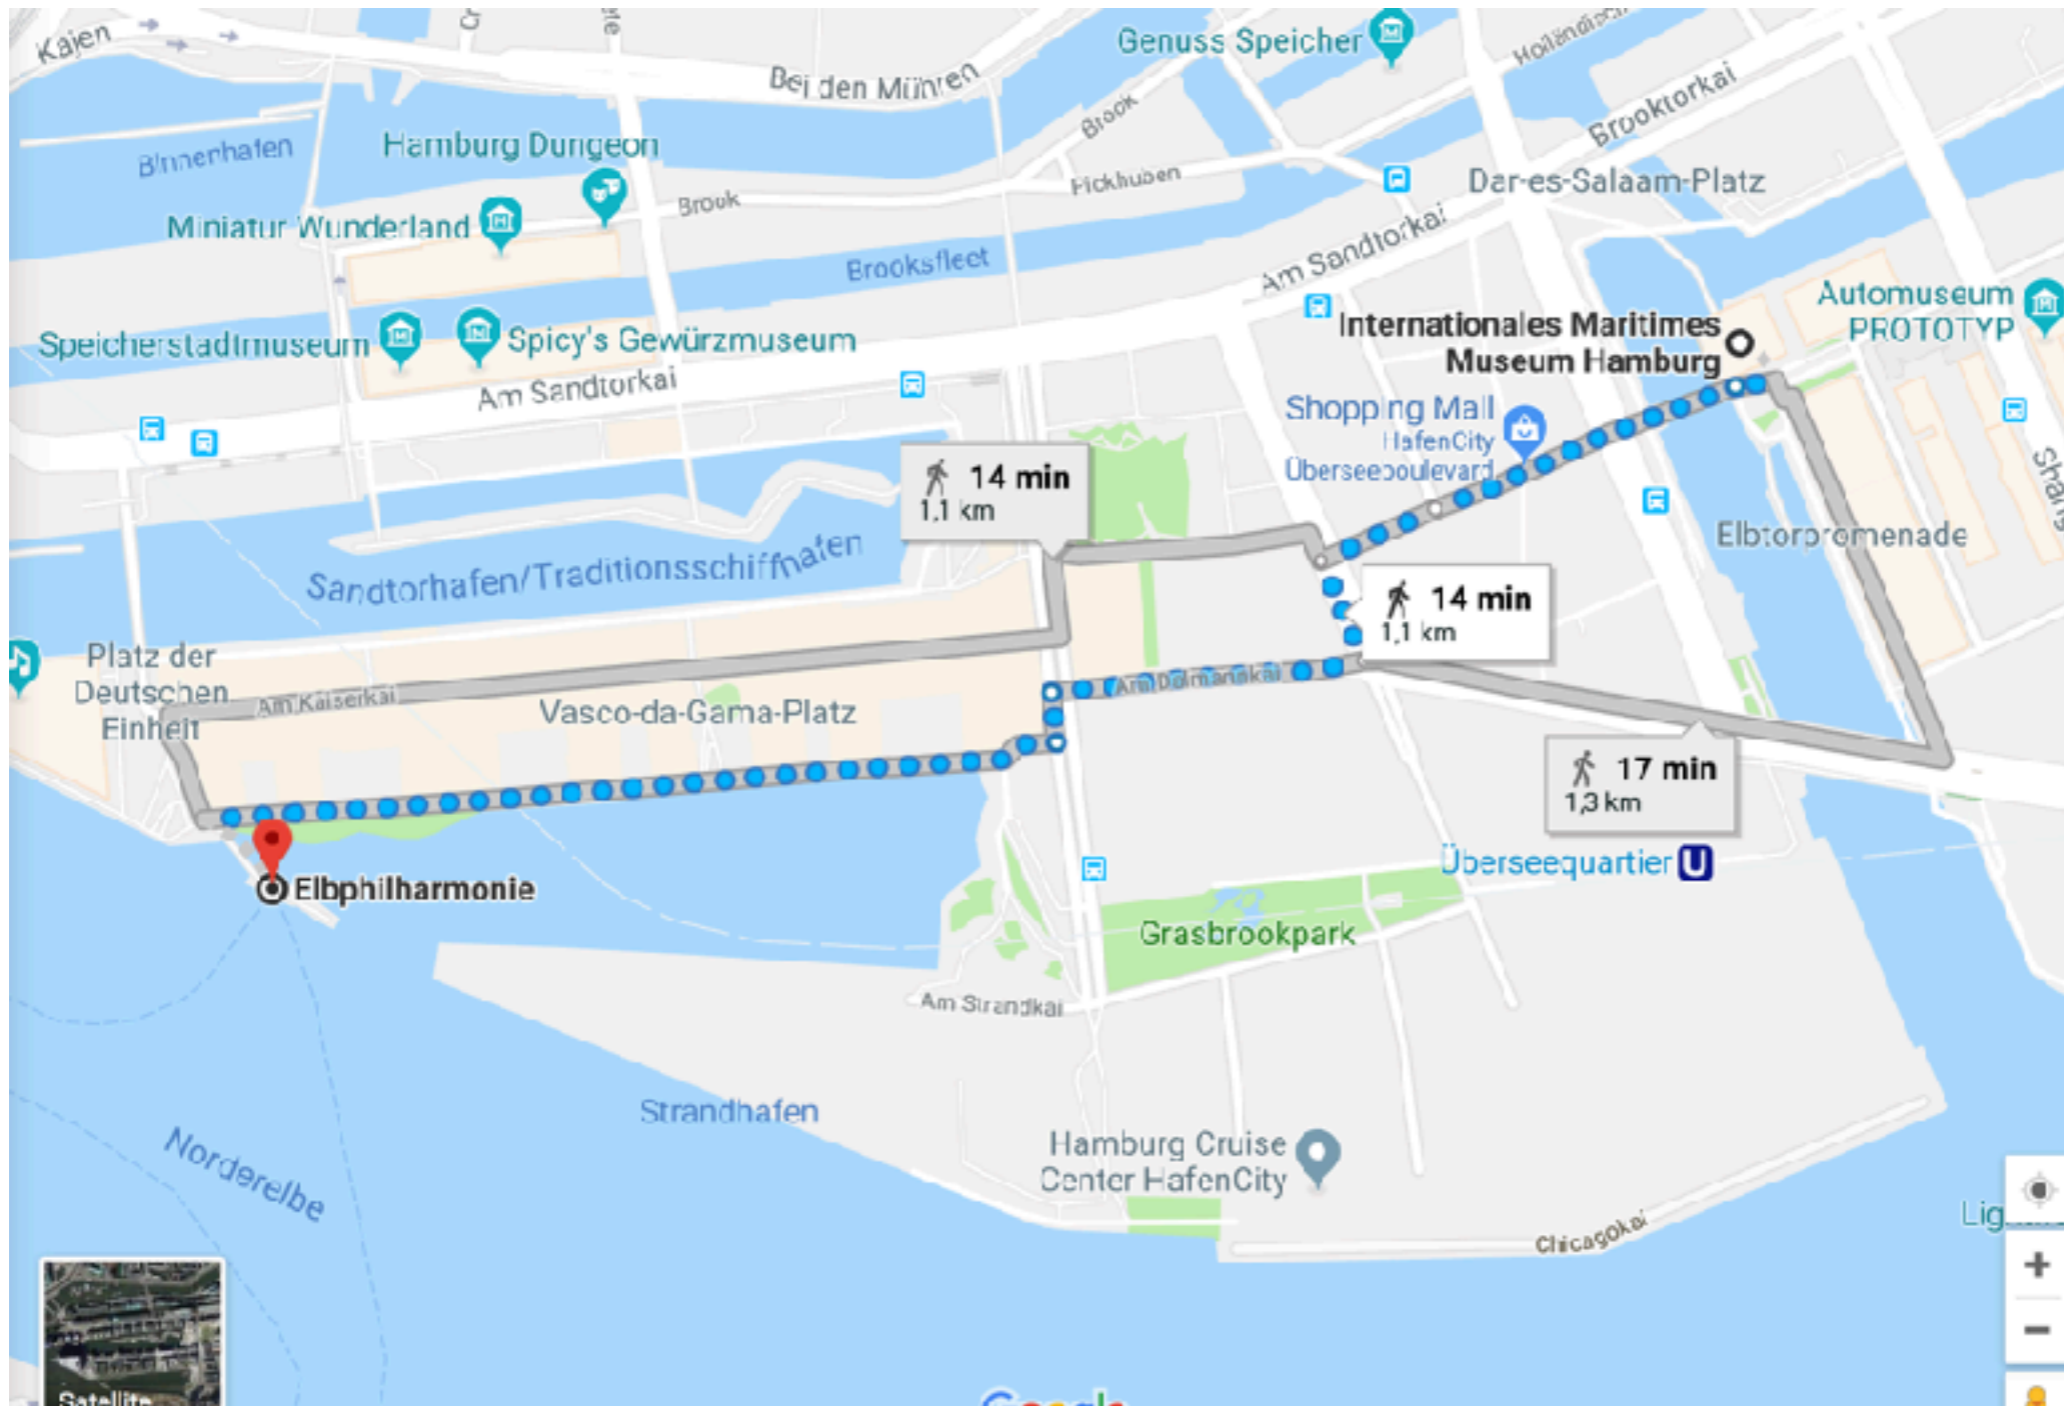 Kajen
Genuss Speicher
Bei den Mühren
Brooktorkai
Brook
Binnenhafen
Hamburg Dungeon
Pickhuben
Dar-es-Salaam-Platz
Brook
Miniatur Wunderland
Brooksfleet
Am Sandtorkai
Automuseum
PROTOTYP
Internationales Maritimes
Museum Hamburg
Speicherstadtmuseum
Spicy's Gewürzmuseum
Am Sandtorkai
Shopping Mall
HafenCity
Überseeboulevard
14 min
1,1 km
Elbtorpromenade
Sandtorhafen/Traditionsschiffhafen
14 min
1,1 km
Platz der
Deutschen
Einheit
Am Kaiserkai
Vasco-da-Gama-Platz
Am Dalmannkai
17 min
1,3 km
Überseequartier U
Elbphilharmonie
Grasbrookpark
Am Strandkai
Strandhafen
Norderelbe
Hamburg Cruise
Center HafenCity
Chicagokai
Satellite
Google